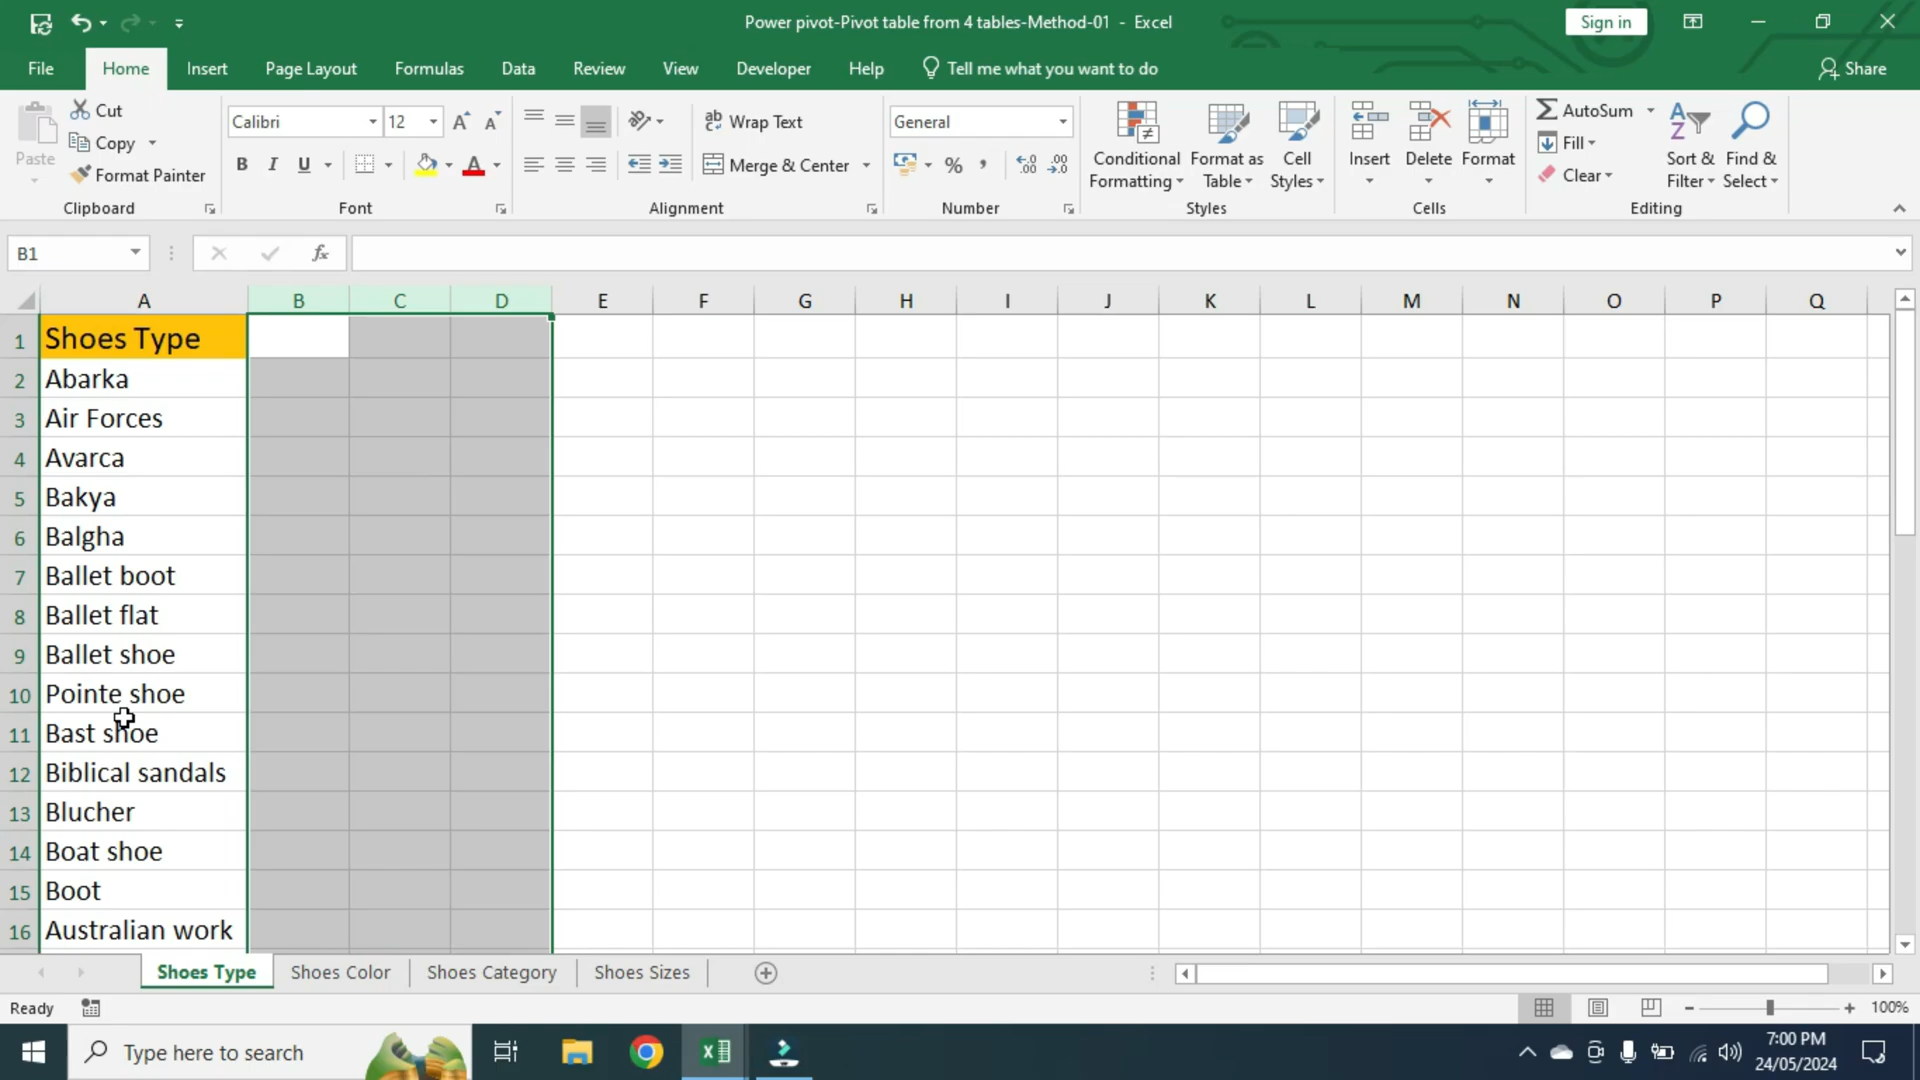 Power pivot-Pivot table from 4 tables-Method-01 - Excel
Sign in
File Home Insert Page Layout Formulas Data Review View Developer Help Tell me what you want to do Share
Paste
Cut
Copy
Format Painter
Clipboard
Calibri 12
B I U
Font
Wrap Text
Merge & Center
Alignment
General
%
Number
Conditional Formatting
Format as Table
Cell Styles
Styles
Insert
Delete
Format
Cells
AutoSum
Fill
Clear
Sort & Filter
Find & Select
Editing
B1 fx
A B C D E F G H I J K L M N O P Q
1 Shoes Type
2 Abarka
3 Air Forces
4 Avarca
5 Bakya
6 Balgha
7 Ballet boot
8 Ballet flat
9 Ballet shoe
10 Pointe shoe
11 Bast shoe
12 Biblical sandals
13 Blucher
14 Boat shoe
15 Boot
16 Australian work
Shoes Type Shoes Color Shoes Category Shoes Sizes
Ready 100%
Type here to search
7:00 PM
24/05/2024